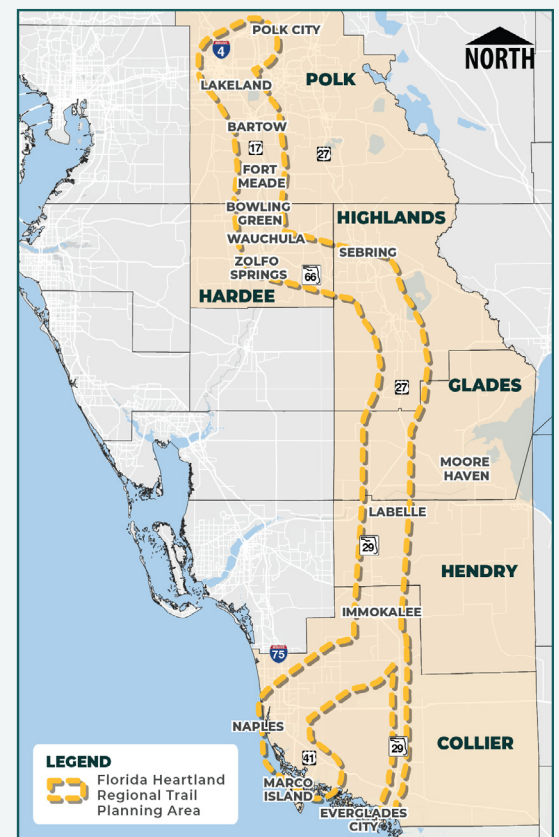 POLK CITY
NORTH
4
POLK
LAKELAND
BARTOW
17
27
FORT
MEADE
BOWLING
GREEN
HIGHLANDS
WAUCHULA
SEBRING
ZOLFO
SPRINGS
66
HARDEE
27
GLADES
MOORE
HAVEN
LABELLE
29
HENDRY
IMMOKALEE
75
NAPLES
29
COLLIER
41
LEGEND
Florida Heartland
Regional Trail
Planning Area
MARCO
ISLAND
EVERGLADES
CITY